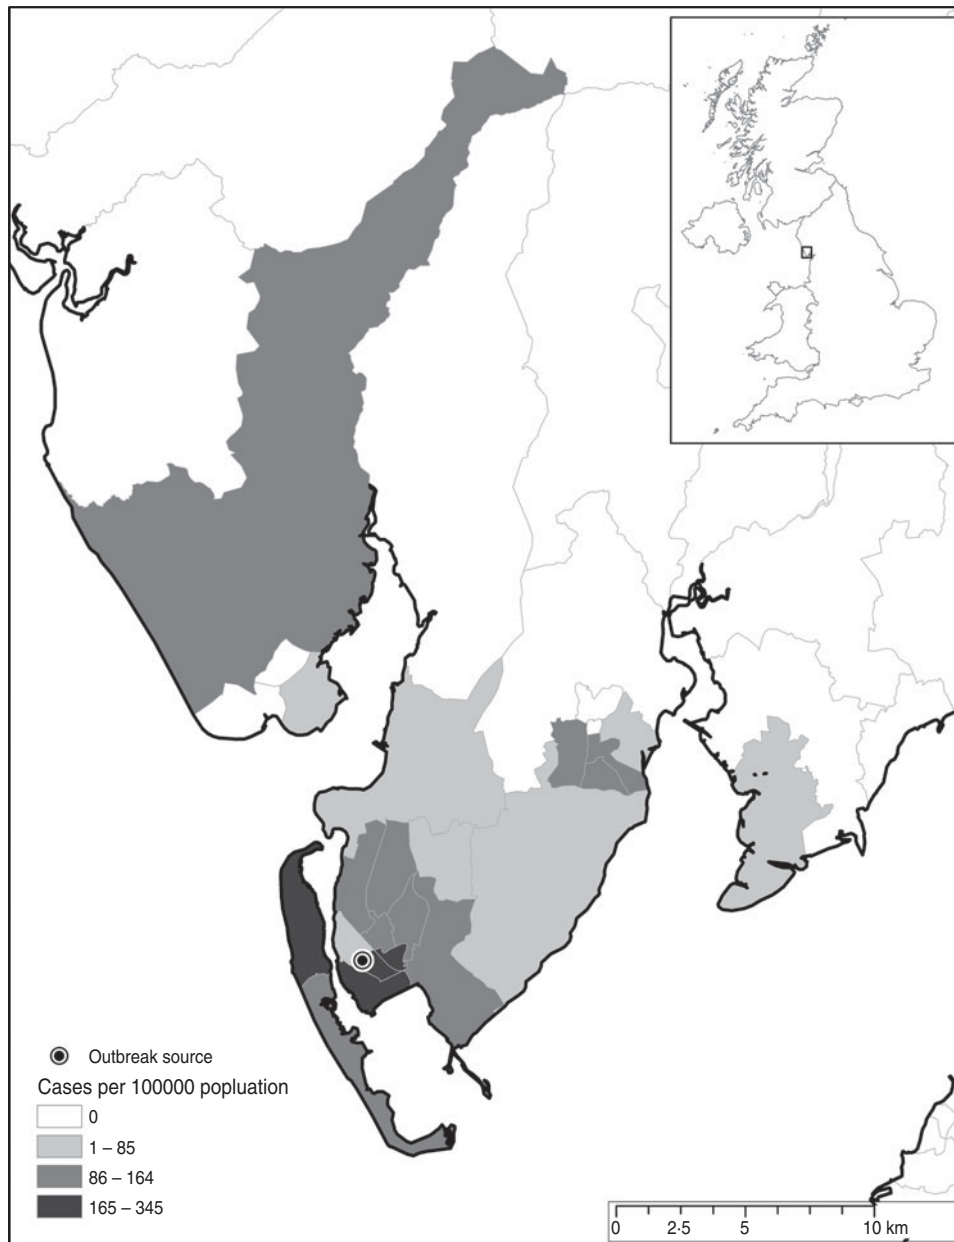 Outbreak source
Cases per 100000 popluation
0
1 – 85
86 – 164
165 – 345
0 2·5 5 10 km